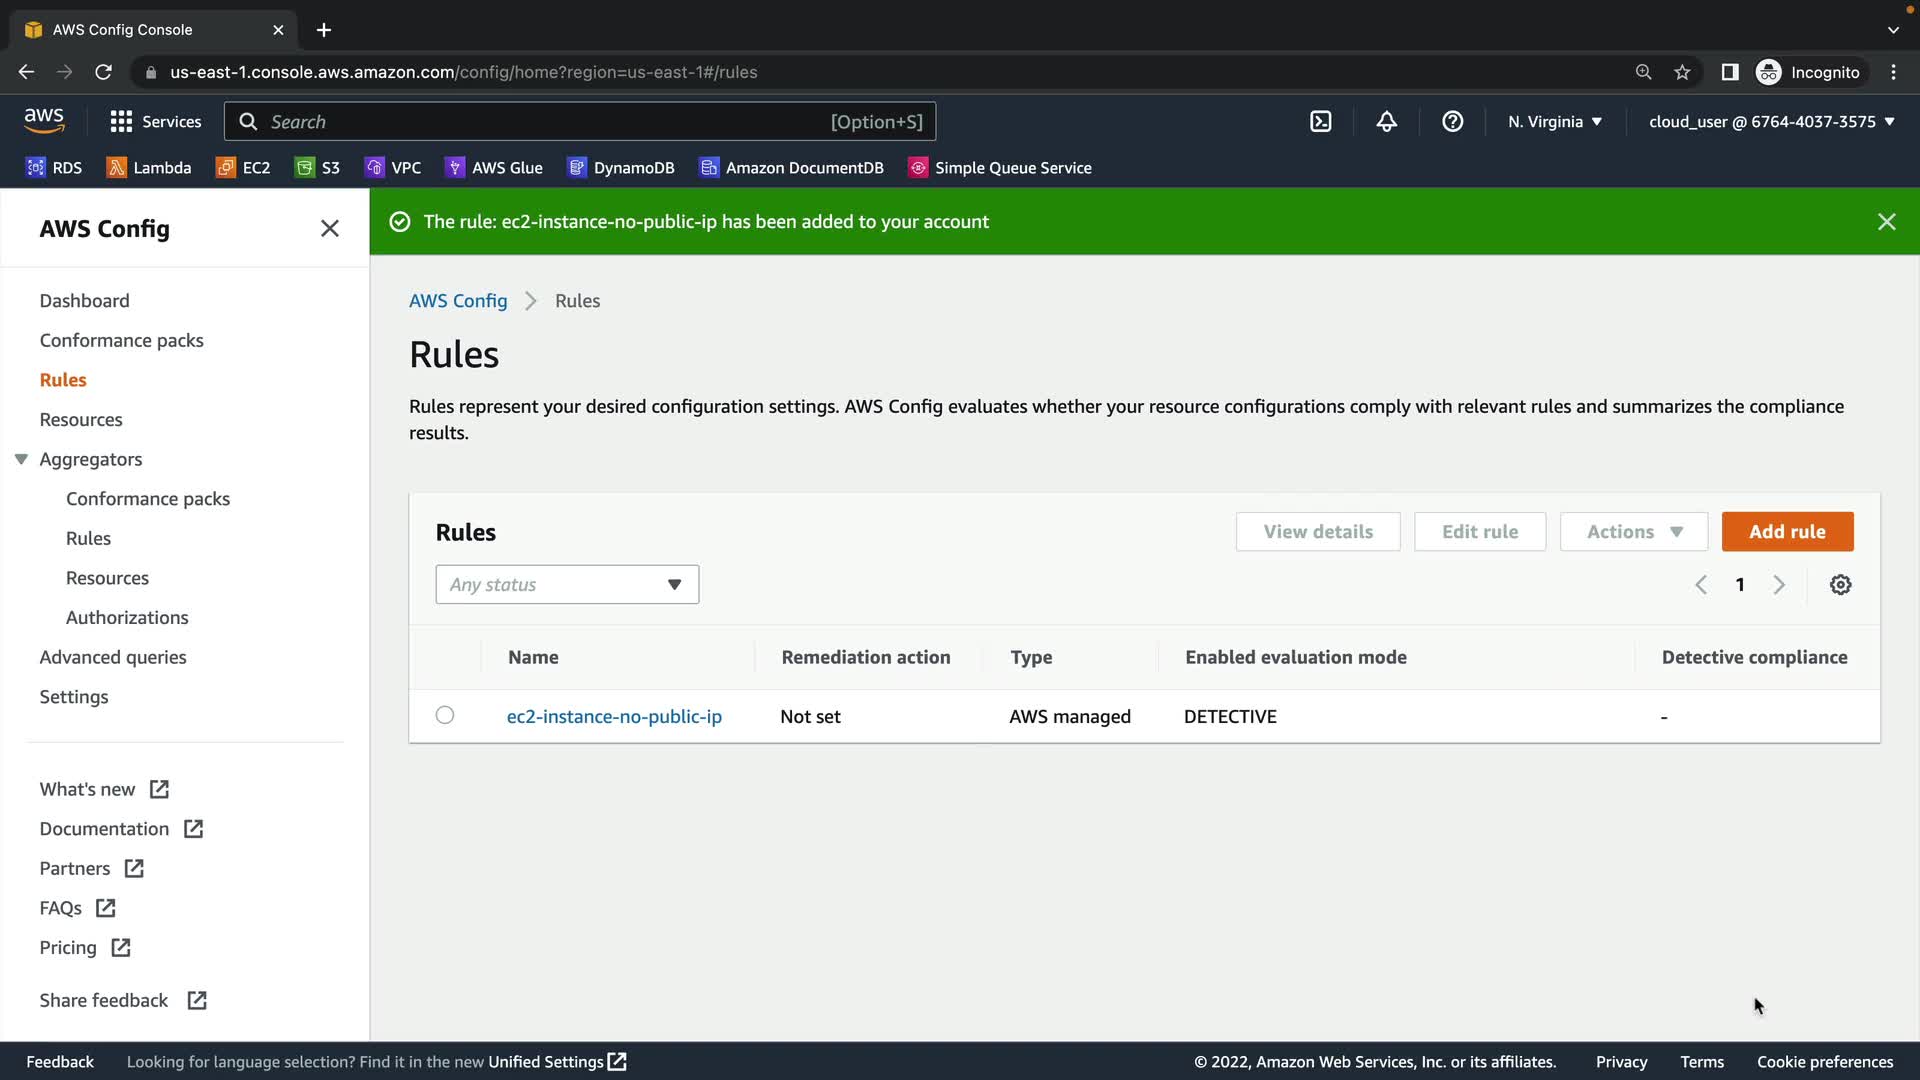 AWS Config Console
us-east-1.console.aws.amazon.com/config/home?region=us-east-1#/rules
Incognito
aws
Services
Search
[Option+S]
N. Virginia
cloud_user @ 6764-4037-3575
RDS
Lambda
EC2
S3
VPC
AWS Glue
DynamoDB
Amazon DocumentDB
Simple Queue Service
AWS Config
Dashboard
Conformance packs
Rules
Resources
Aggregators
Conformance packs
Rules
Resources
Authorizations
Advanced queries
Settings
What's new
Documentation
Partners
FAQs
Pricing
Share feedback
The rule: ec2-instance-no-public-ip has been added to your account
AWS Config > Rules
Rules
Rules represent your desired configuration settings. AWS Config evaluates whether your resource configurations comply with relevant rules and summarizes the compliance
results.
Rules
View details
Edit rule
Actions
Add rule
Any status
1
Name
Remediation action
Type
Enabled evaluation mode
Detective compliance
ec2-instance-no-public-ip
Not set
AWS managed
DETECTIVE
-
Feedback
Looking for language selection? Find it in the new Unified Settings
© 2022, Amazon Web Services, Inc. or its affiliates.
Privacy
Terms
Cookie preferences